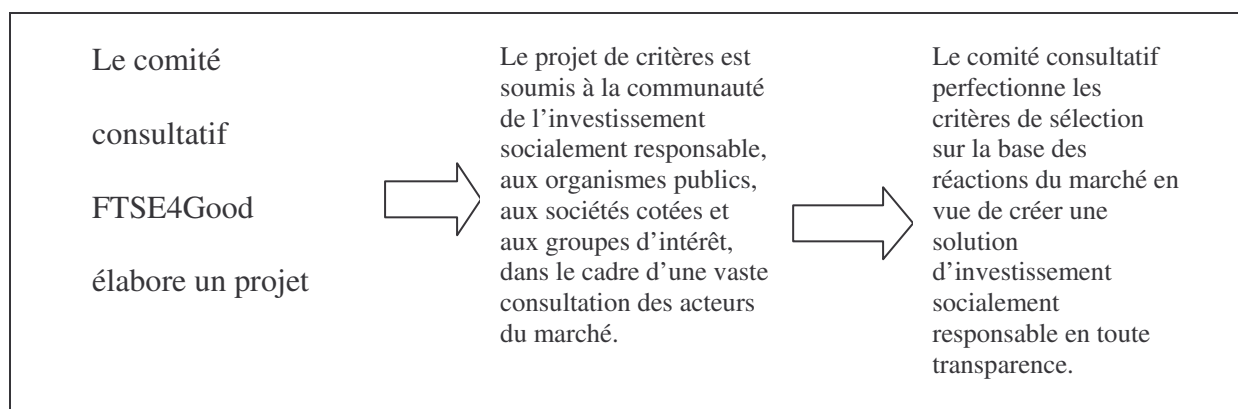 Le comité
consultatif
FTSE4Good
élabore un projet
Le projet de critères est
soumis à la communauté
de l’investissement
socialement responsable,
aux organismes publics,
aux sociétés cotées et
aux groupes d’intérêt,
dans le cadre d’une vaste
consultation des acteurs
du marché.
Le comité consultatif
perfectionne les
critères de sélection
sur la base des
réactions du marché en
vue de créer une
solution
d’investissement
socialement
responsable en toute
transparence.